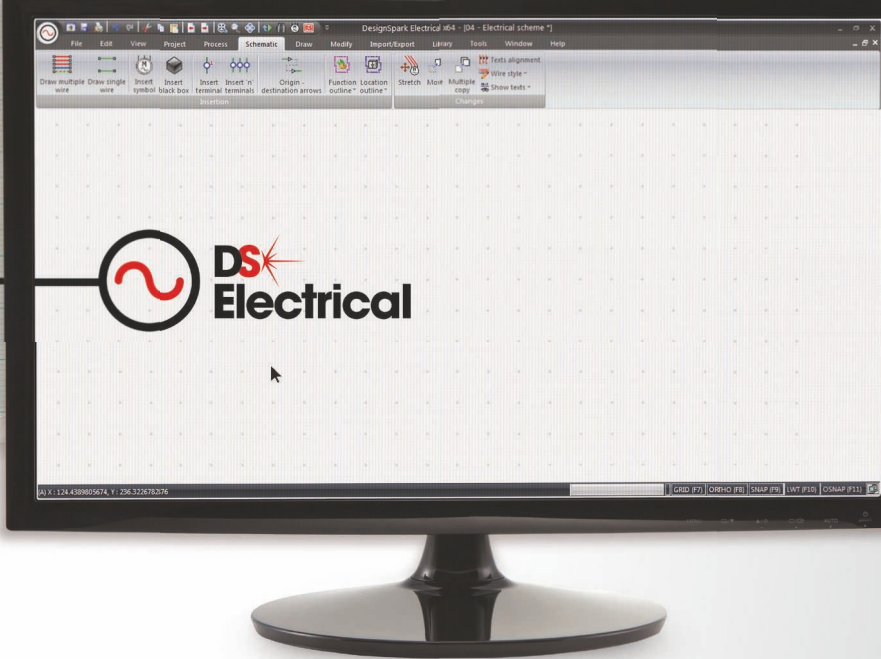 DesignSpark Electrical x64 - [04 - Electrical scheme *]
File Edit View Project Process Schematic Draw Modify Import/Export Library Tools Window Help
Draw multiple wire
Draw single wire
Insert symbol
Insert black box
Insert terminal
Insert 'n' terminals
Origin - destination arrows
Function outline
Location outline
Stretch
Move
Multiple copy
Texts alignment
Wire style
Show texts
Insertion
Changes
DS
Electrical
(A) X : 124.4389805674, Y : 236.3226782376
GRID (F7) ORTHO (F8) SNAP (F9) LWT (F10) OSNAP (F11)